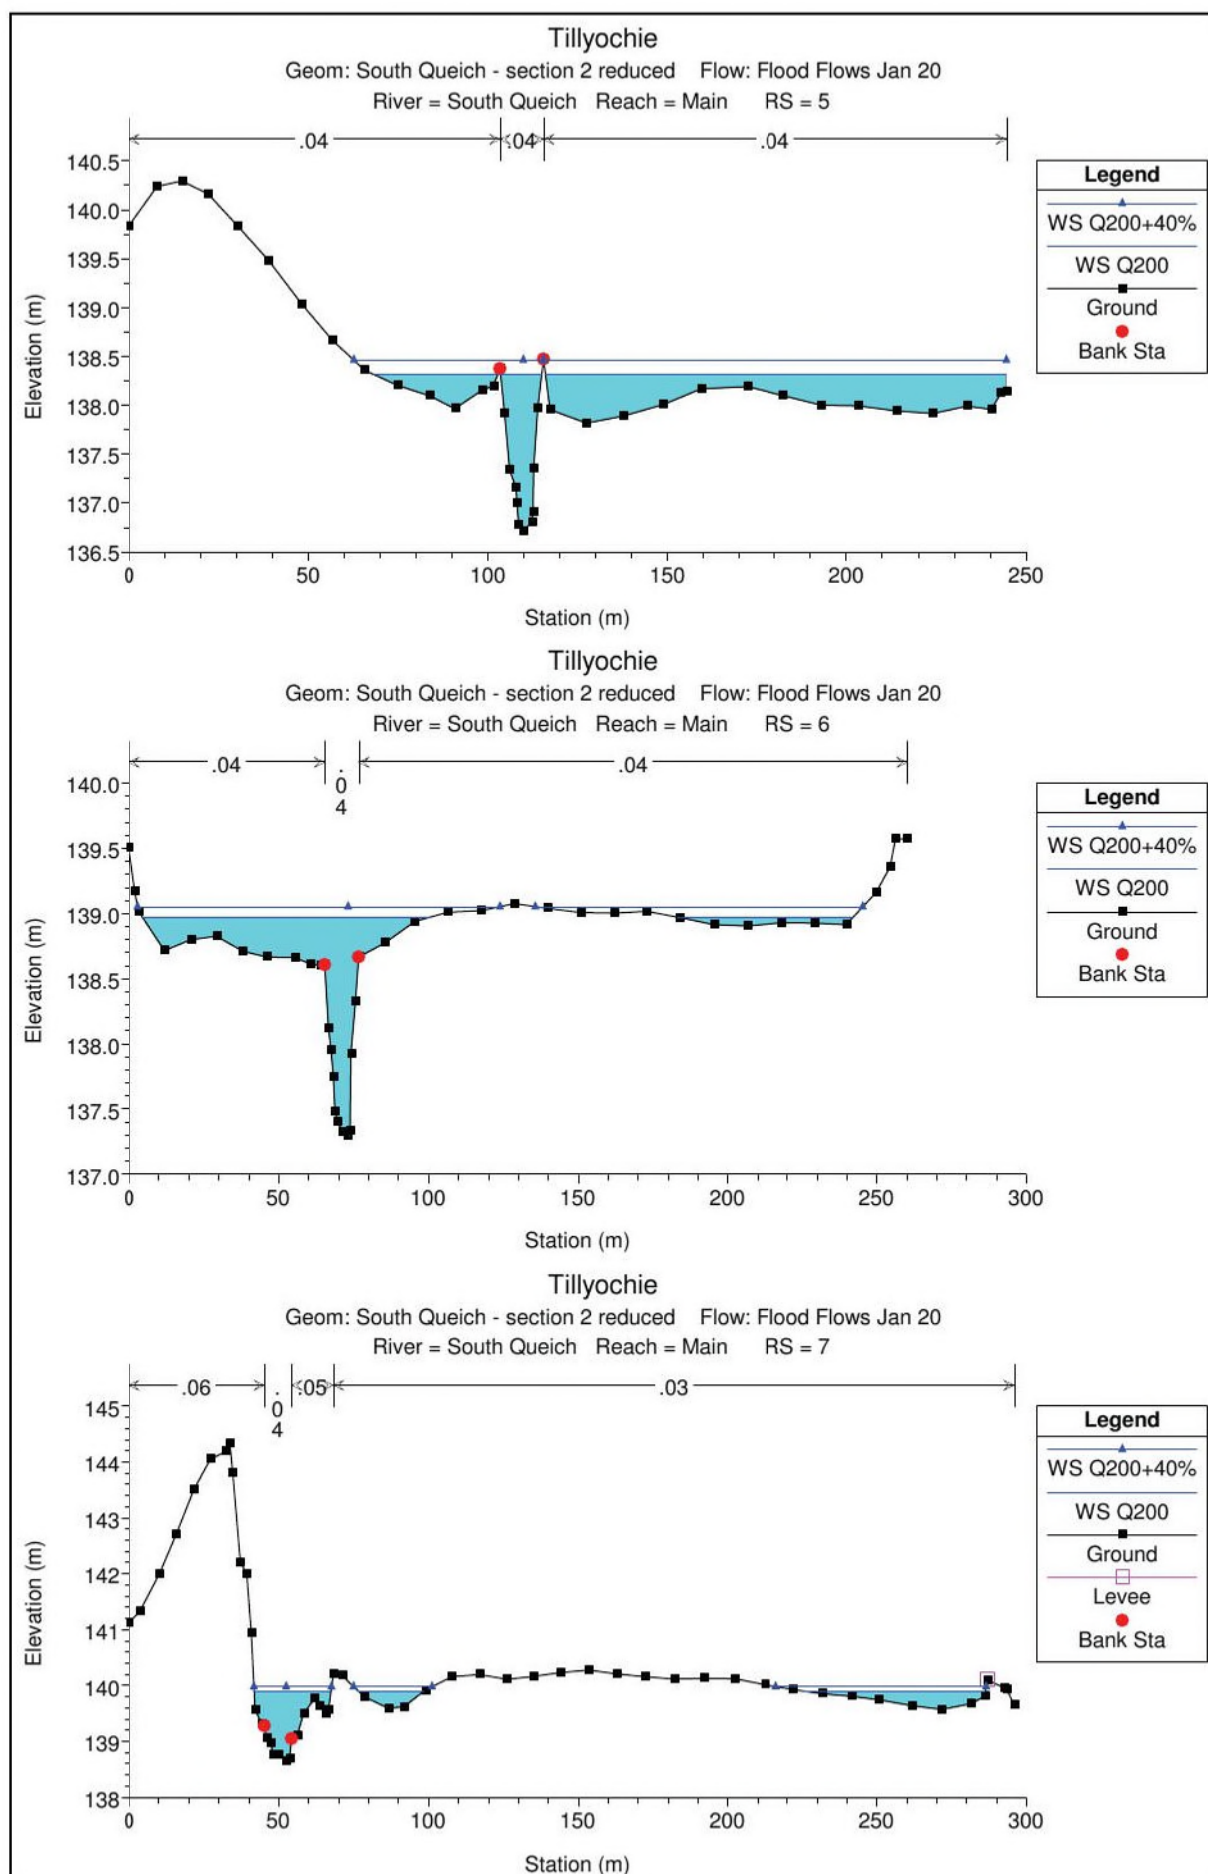 Tillyochie
Geom: South Queich - section 2 reduced    Flow: Flood Flows Jan 20
River = South Queich   Reach = Main      RS = 5
.04 .04 .04
140.5
140.0
139.5
139.0
138.5
138.0
137.5
137.0
136.5
Elevation (m)
0 50 100 150 200 250
Station (m)
Legend
WS Q200+40%
WS Q200
Ground
Bank Sta
Tillyochie
Geom: South Queich - section 2 reduced    Flow: Flood Flows Jan 20
River = South Queich   Reach = Main      RS = 6
.04 .04 .04
140.0
139.5
139.0
138.5
138.0
137.5
137.0
Elevation (m)
0 50 100 150 200 250 300
Station (m)
Legend
WS Q200+40%
WS Q200
Ground
Bank Sta
Tillyochie
Geom: South Queich - section 2 reduced    Flow: Flood Flows Jan 20
River = South Queich   Reach = Main      RS = 7
.06 .04 .05 .03
145
144
143
142
141
140
139
138
Elevation (m)
0 50 100 150 200 250 300
Station (m)
Legend
WS Q200+40%
WS Q200
Ground
Levee
Bank Sta